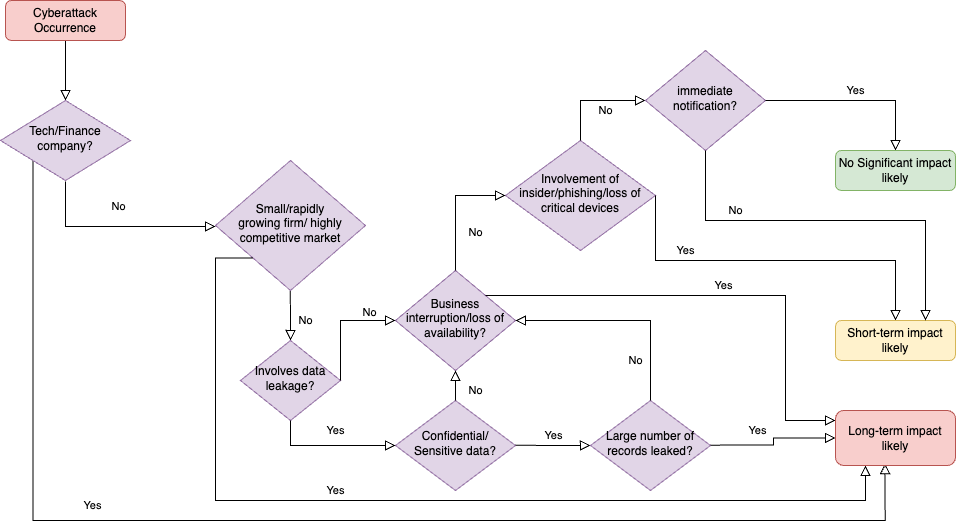 Cyberattack
Occurrence
Tech/Finance
company?
No
Yes
Small/rapidly
growing firm/ highly
competitive market
No
Yes
Involves data
leakage?
No
Yes
Confidential/
Sensitive data?
No
Yes
Large number of
records leaked?
No
Yes
Business
interruption/loss of
availability?
No
Yes
Involvement of
insider/phishing/loss of
critical devices
No
Yes
immediate
notification?
Yes
No
No Significant impact
likely
Short-term impact
likely
Long-term impact
likely